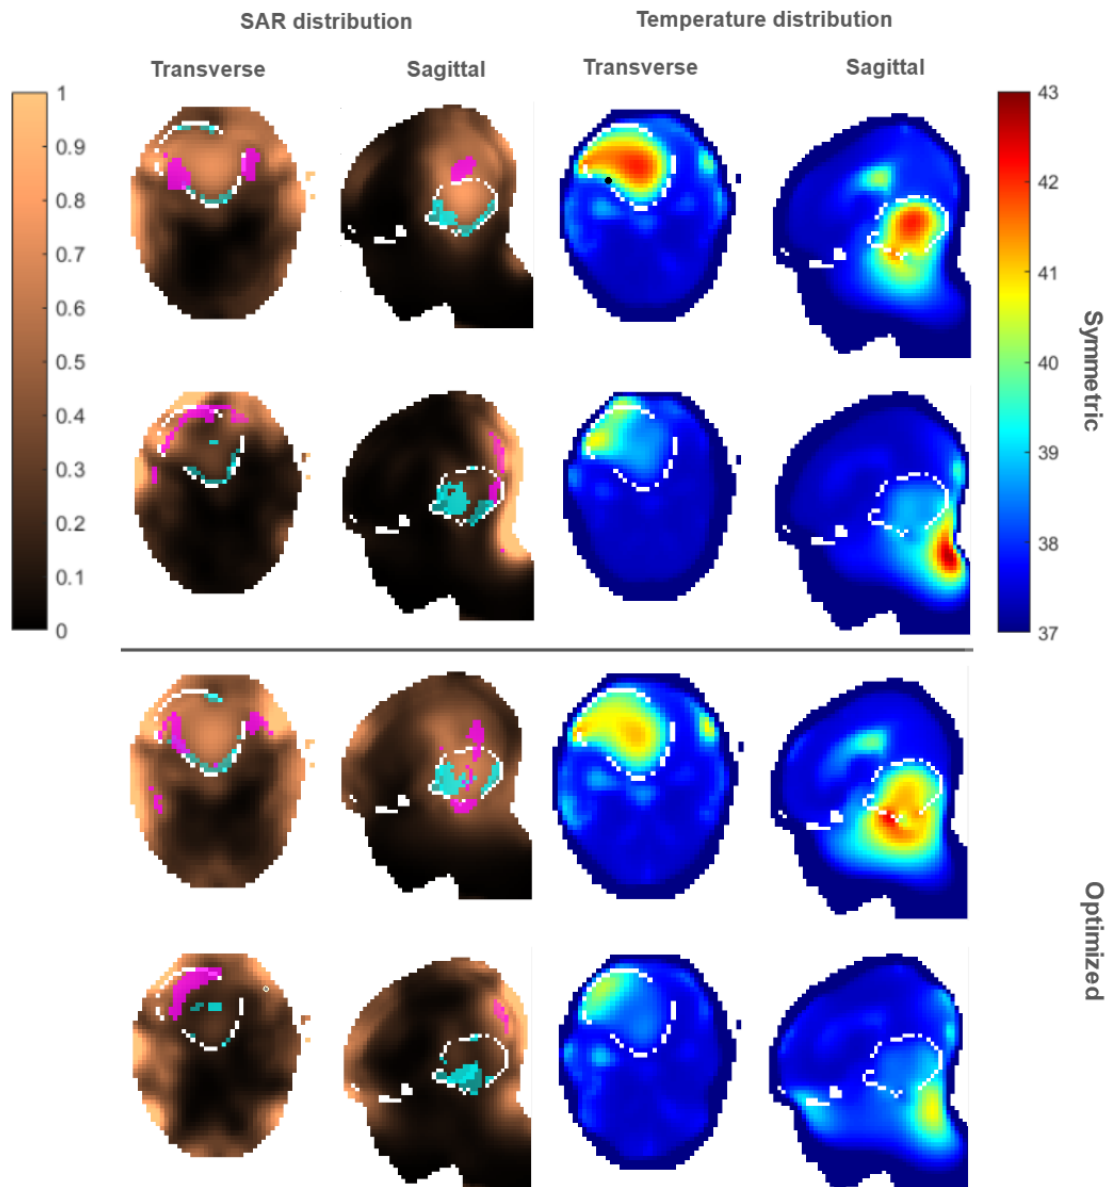 SAR distribution
Temperature distribution
Transverse
Sagittal
Transverse
Sagittal
1
0.9
0.8
0.7
0.6
0.5
0.4
0.3
0.2
0.1
0
43
42
41
40
39
38
37
Symmetric
Optimized